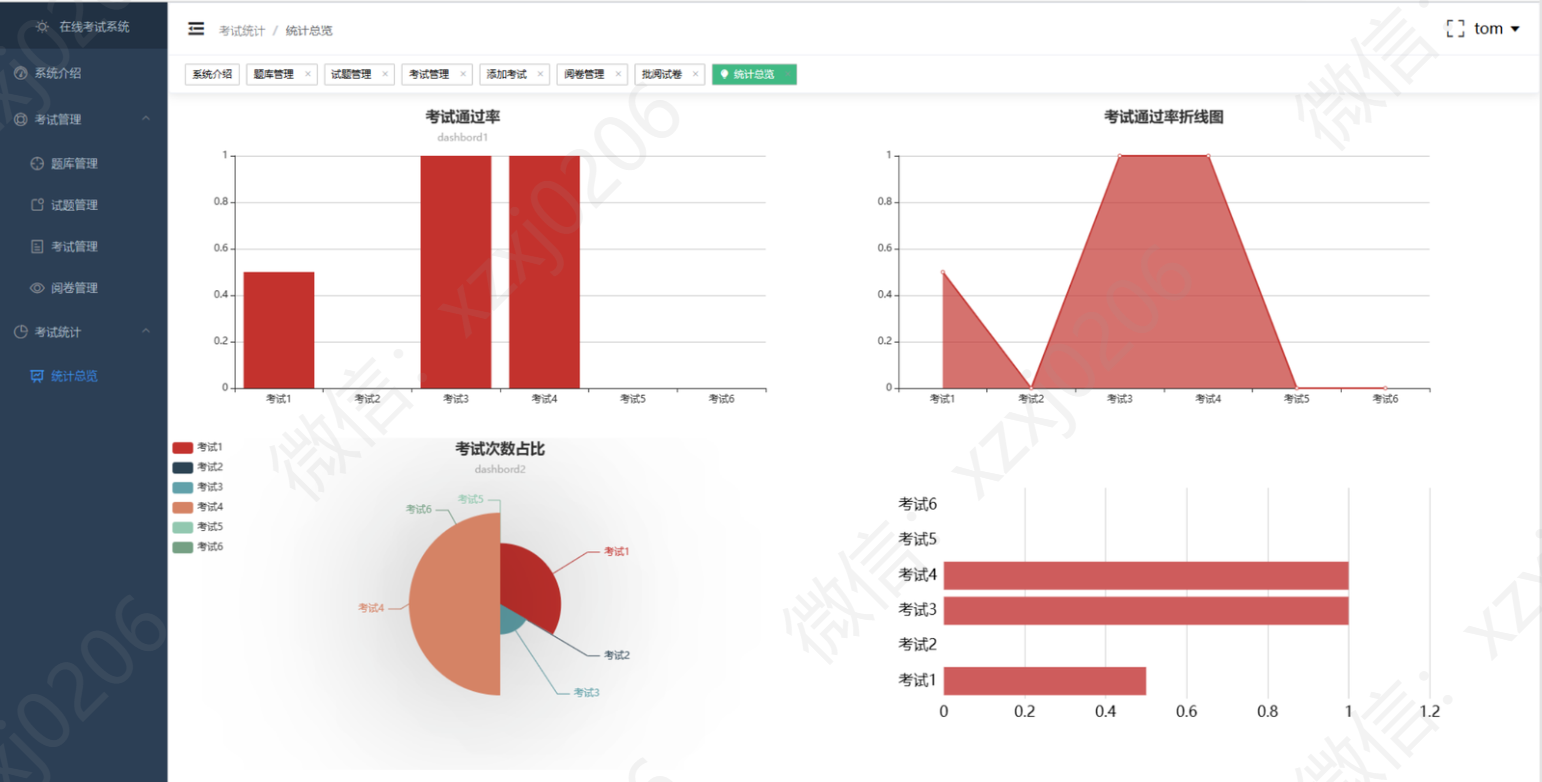 在线考试系统
考试统计 / 统计总览
tom
系统介绍
考试管理
题库管理
试题管理
考试管理
阅卷管理
考试统计
统计总览
系统介绍 题库管理 × 试题管理 × 考试管理 × 添加考试 × 阅卷管理 × 批阅试卷 × 统计总览
考试通过率
dashbord1
1
0.8
0.6
0.4
0.2
0
考试1 考试2 考试3 考试4 考试5 考试6
考试通过率折线图
1
0.8
0.6
0.4
0.2
0
考试1 考试2 考试3 考试4 考试5 考试6
考试1
考试2
考试3
考试4
考试5
考试6
考试次数占比
dashbord2
考试5
考试6
考试1
考试4
考试2
考试3
考试6
考试5
考试4
考试3
考试2
考试1
0 0.2 0.4 0.6 0.8 1 1.2
微信：xzxj0206
微信：xzxj0206